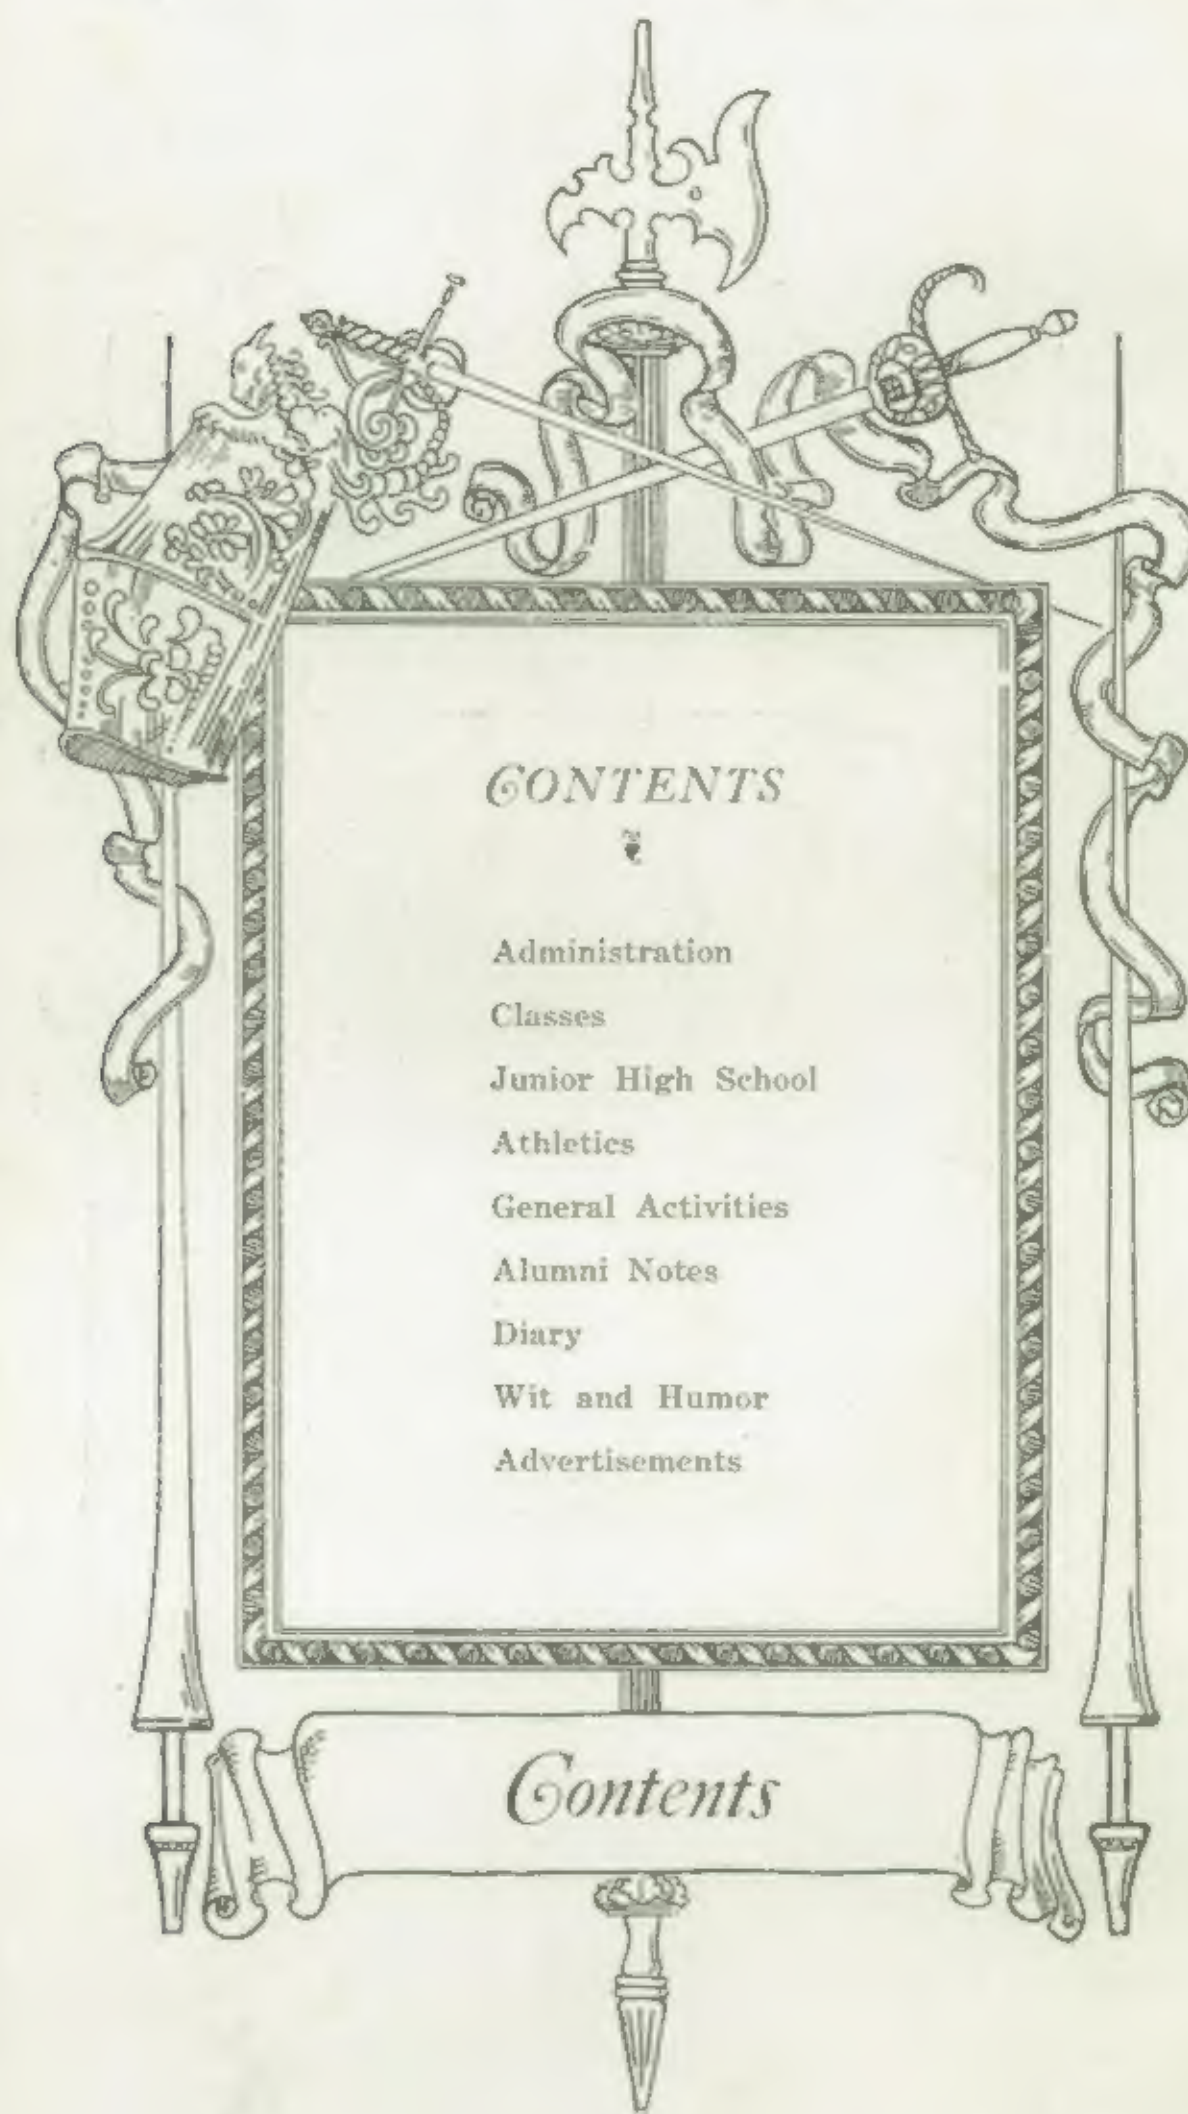 CONTENTS
Administration
Classes
Junior High School
Athletics
General Activities
Alumni Notes
Diary
Wit and Humor
Advertisements
Contents